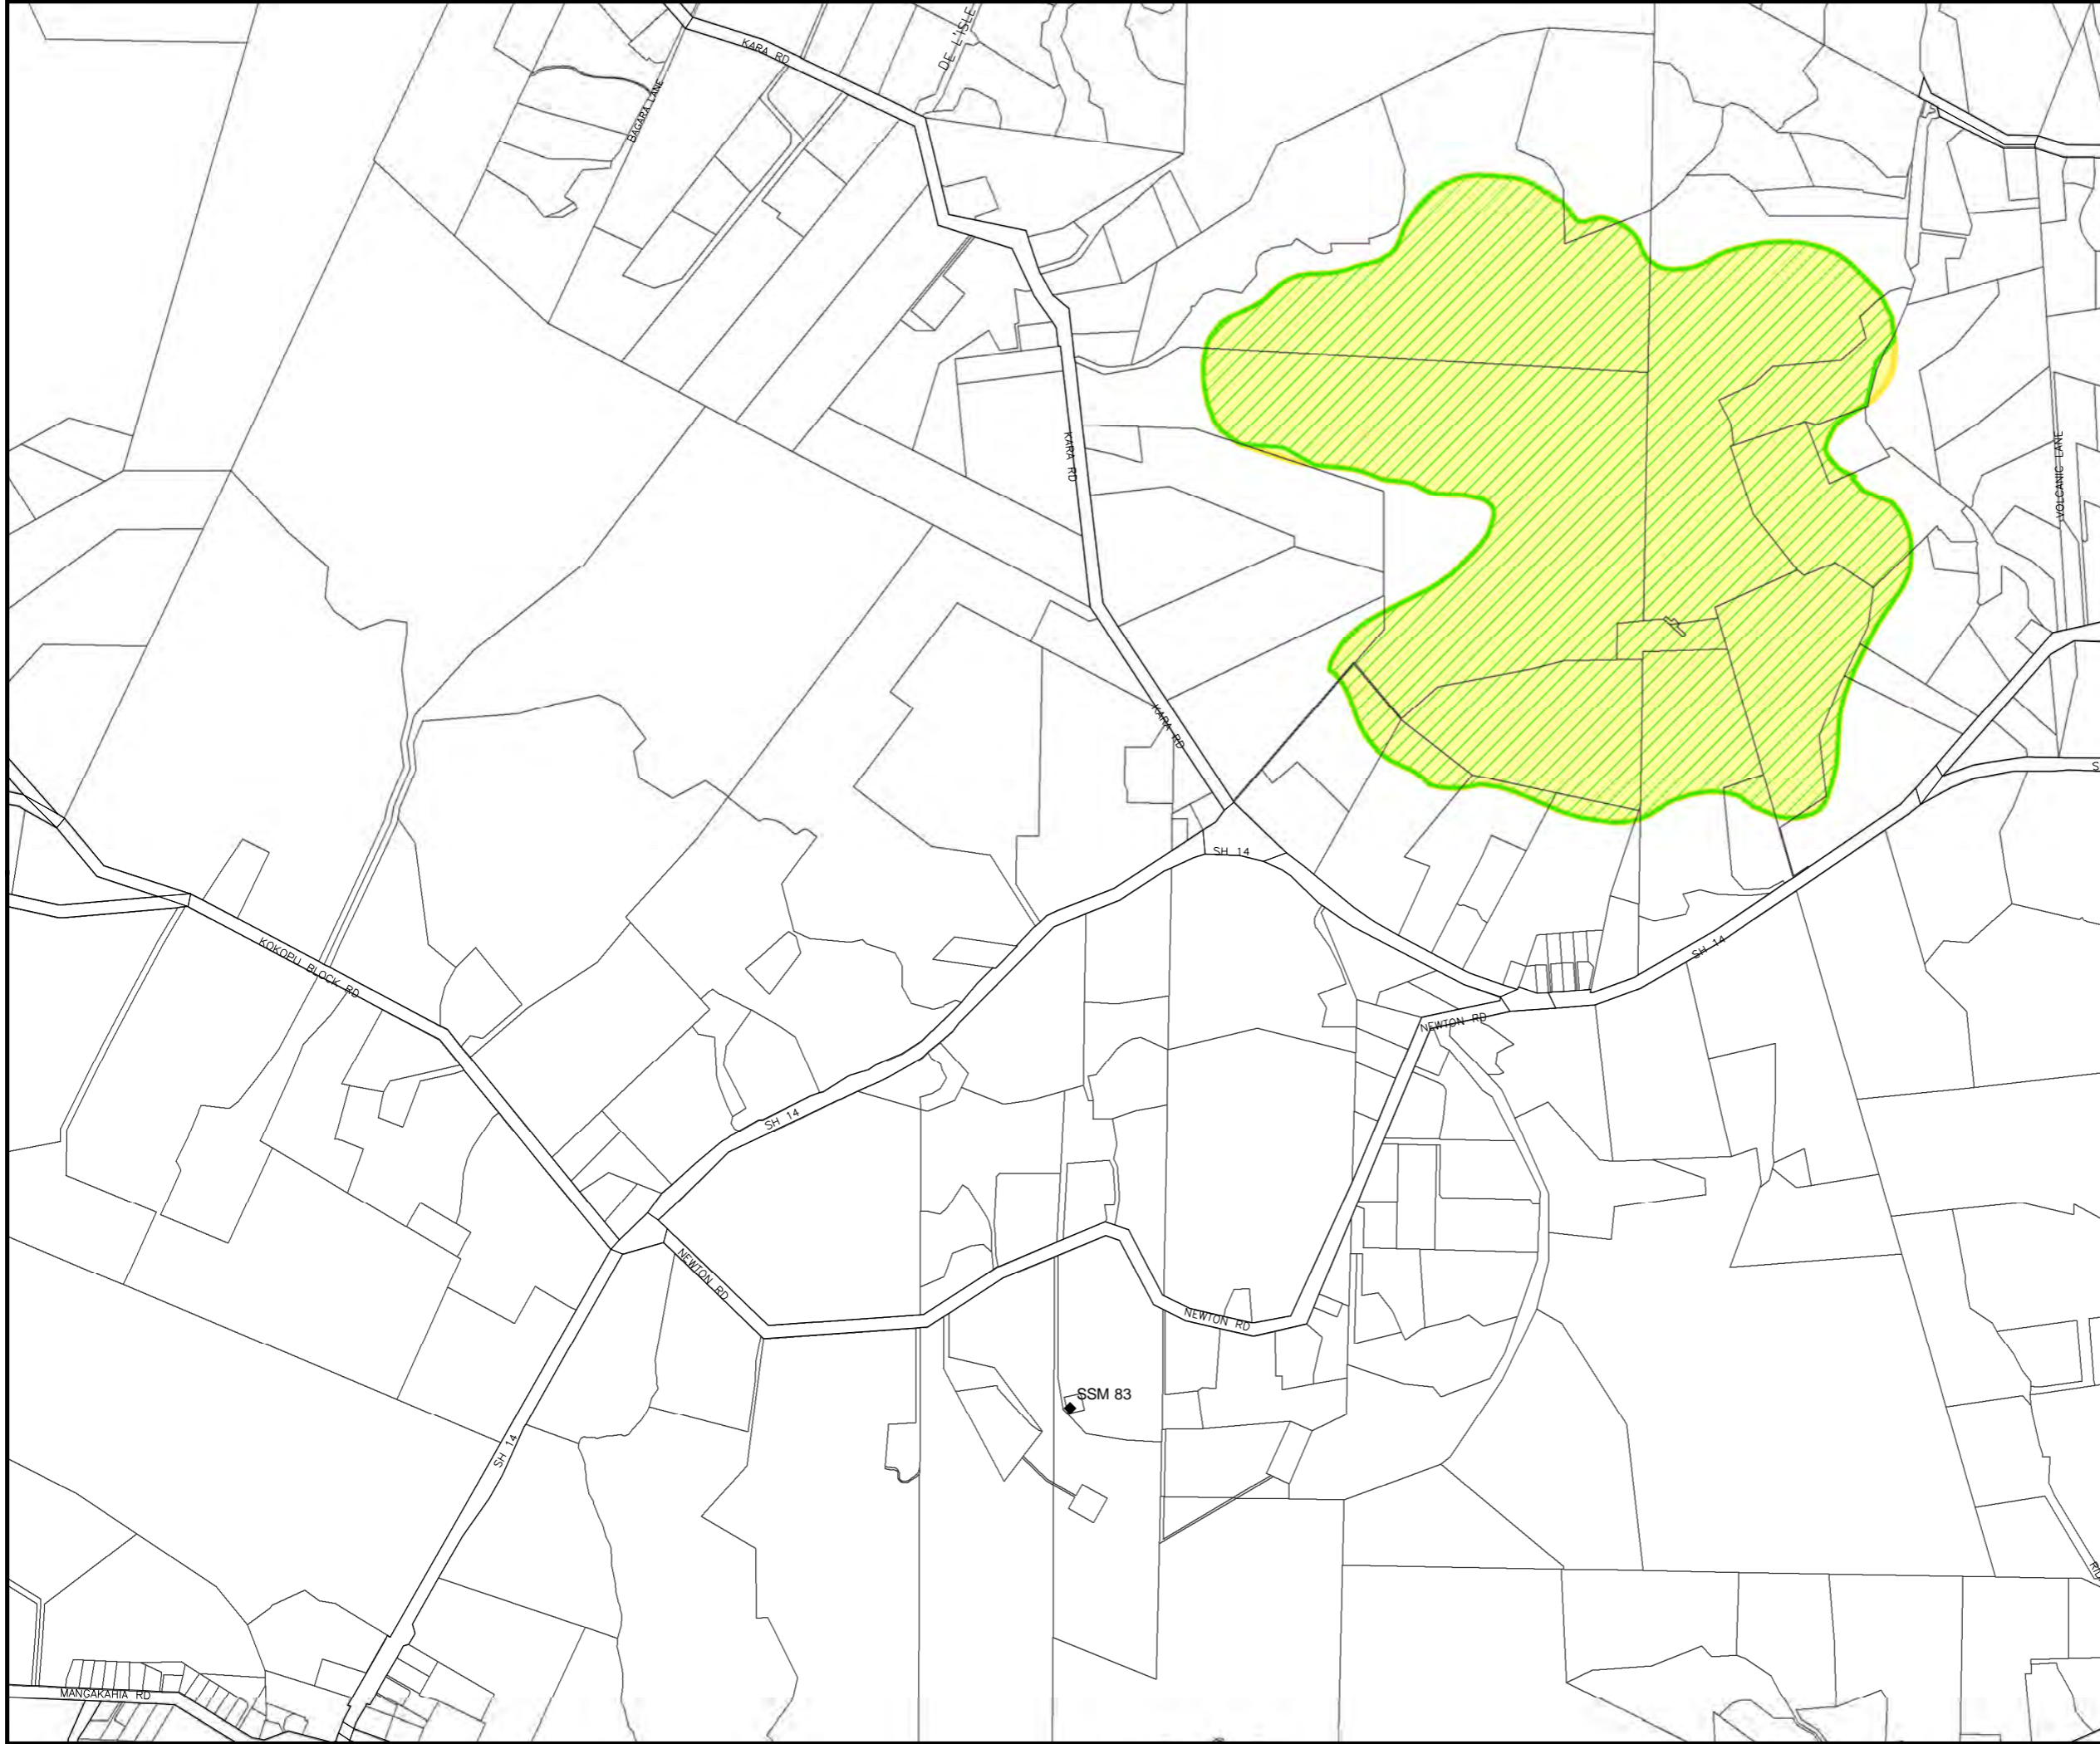 DE L'ISLE
KARA RD
BAGARA LANE
KARA RD
VOLCANIC LANE
KARA RD
SH 14
KOKOPU BLOCK RD
SH 14
NEWTON RD
SH 14
NEWTON RD
NEWTON RD
SSM 83
SH 14
MANGAKAHIA RD